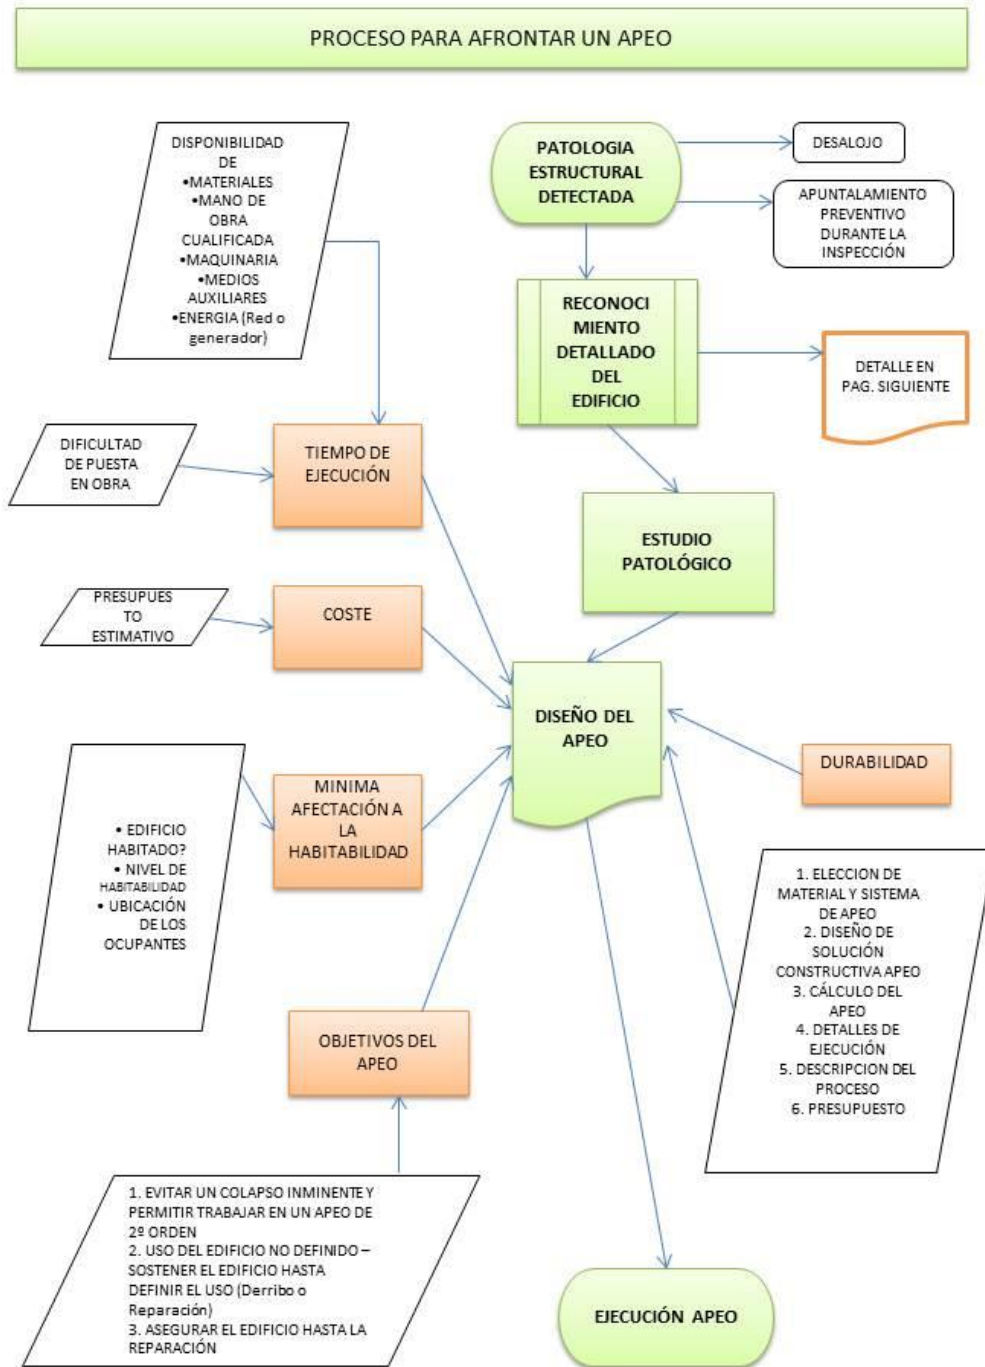 PROCESO PARA AFRONTAR UN APEO
DISPONIBILIDAD
DE
•MATERIALES
•MANO DE
OBRA
CUALIFICADA
•MAQUINARIA
•MEDIOS
AUXILIARES
•ENERGIA (Red o
generador)
PATOLOGIA
ESTRUCTURAL
DETECTADA
DESALOJO
APUNTALAMIENTO
PREVENTIVO
DURANTE LA
INSPECCIÓN
RECONOCI
MIENTO
DETALLADO
DEL
EDIFICIO
DETALLE EN
PAG. SIGUIENTE
DIFICULTAD
DE PUESTA
EN OBRA
TIEMPO DE
EJECUCIÓN
ESTUDIO
PATOLÓGICO
PRESUPUES
TO
ESTIMATIVO
COSTE
DISEÑO DEL
APEO
DURABILIDAD
• EDIFICIO
HABITADO?
• NIVEL DE
HABITABILIDAD
• UBICACIÓN
DE LOS
OCUPANTES
MINIMA
AFECTACIÓN A
LA
HABITABILIDAD
1. ELECCION DE
MATERIAL Y SISTEMA
DE APEO
2. DISEÑO DE
SOLUCIÓN
CONSTRUCTIVA APEO
3. CÁLCULO DEL
APEO
4. DETALLES DE
EJECUCIÓN
5. DESCRIPCION DEL
PROCESO
6. PRESUPUESTO
OBJETIVOS DEL
APEO
1. EVITAR UN COLAPSO INMINENTE Y
PERMITIR TRABAJAR EN UN APEO DE
2º ORDEN
2. USO DEL EDIFICIO NO DEFINIDO –
SOSTENER EL EDIFICIO HASTA
DEFINIR EL USO (Derribo o
Reparación)
3. ASEGURAR EL EDIFICIO HASTA LA
REPARACIÓN
EJECUCIÓN APEO